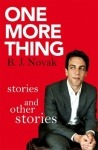 ONE MORE
THING
B. J. Novak
stories
and other
stories